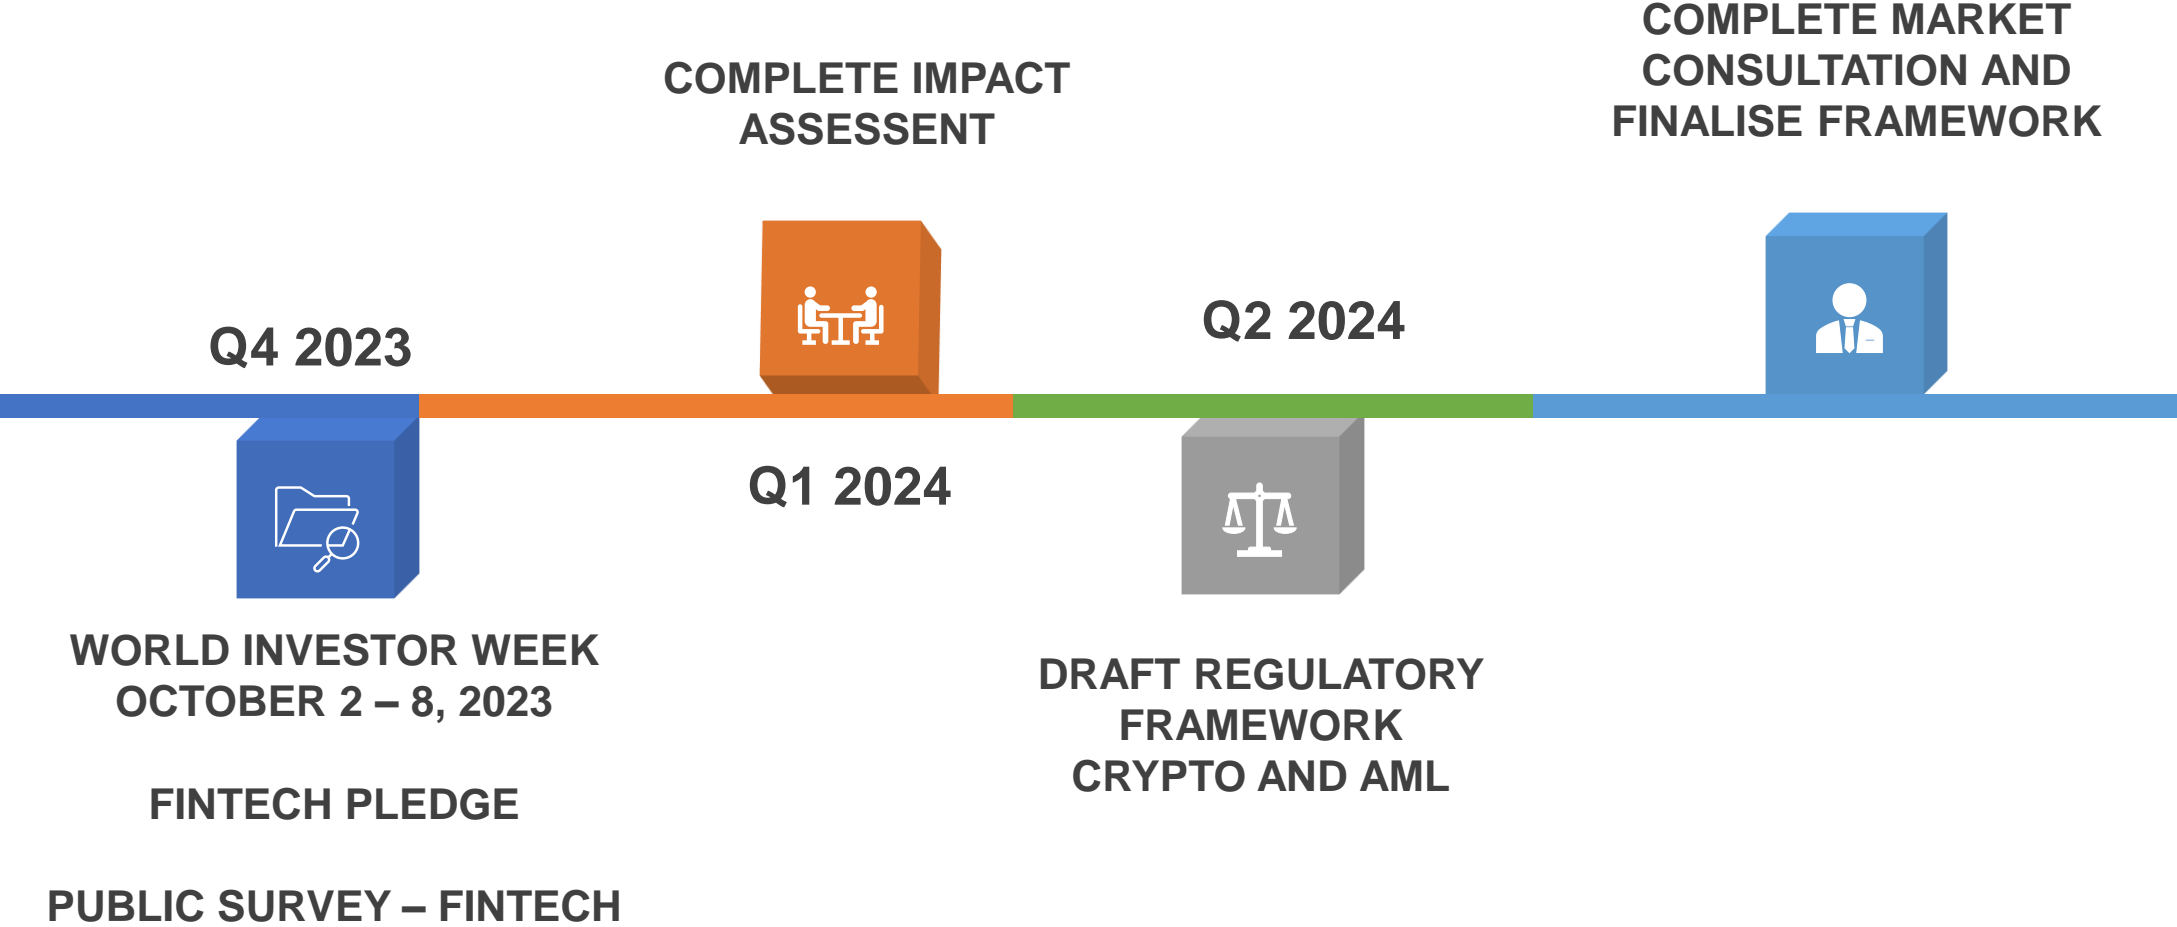 COMPLETE MARKET
CONSULTATION AND
FINALISE FRAMEWORK
COMPLETE IMPACT
ASSESSENT
Q4 2023
Q2 2024
Q1 2024
WORLD INVESTOR WEEK
OCTOBER 2 – 8, 2023
FINTECH PLEDGE
PUBLIC SURVEY – FINTECH
DRAFT REGULATORY
FRAMEWORK
CRYPTO AND AML